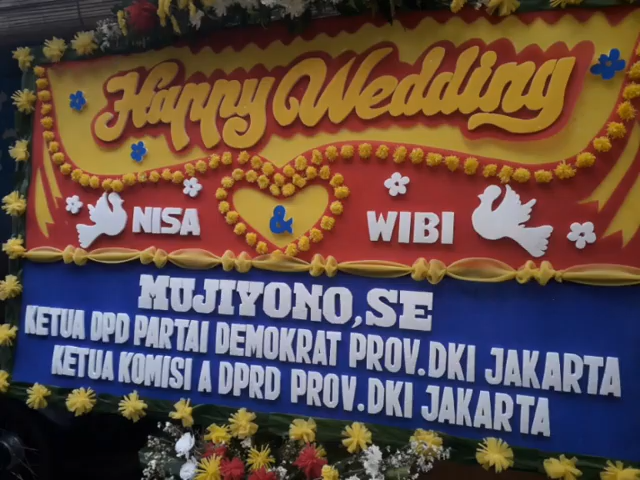 Happy Wedding
NISA & WIBI
MUJIYONO, SE
KETUA DPD PARTAI DEMOKRAT PROV. DKI JAKARTA
KETUA KOMISI A DPRD PROV. DKI JAKARTA